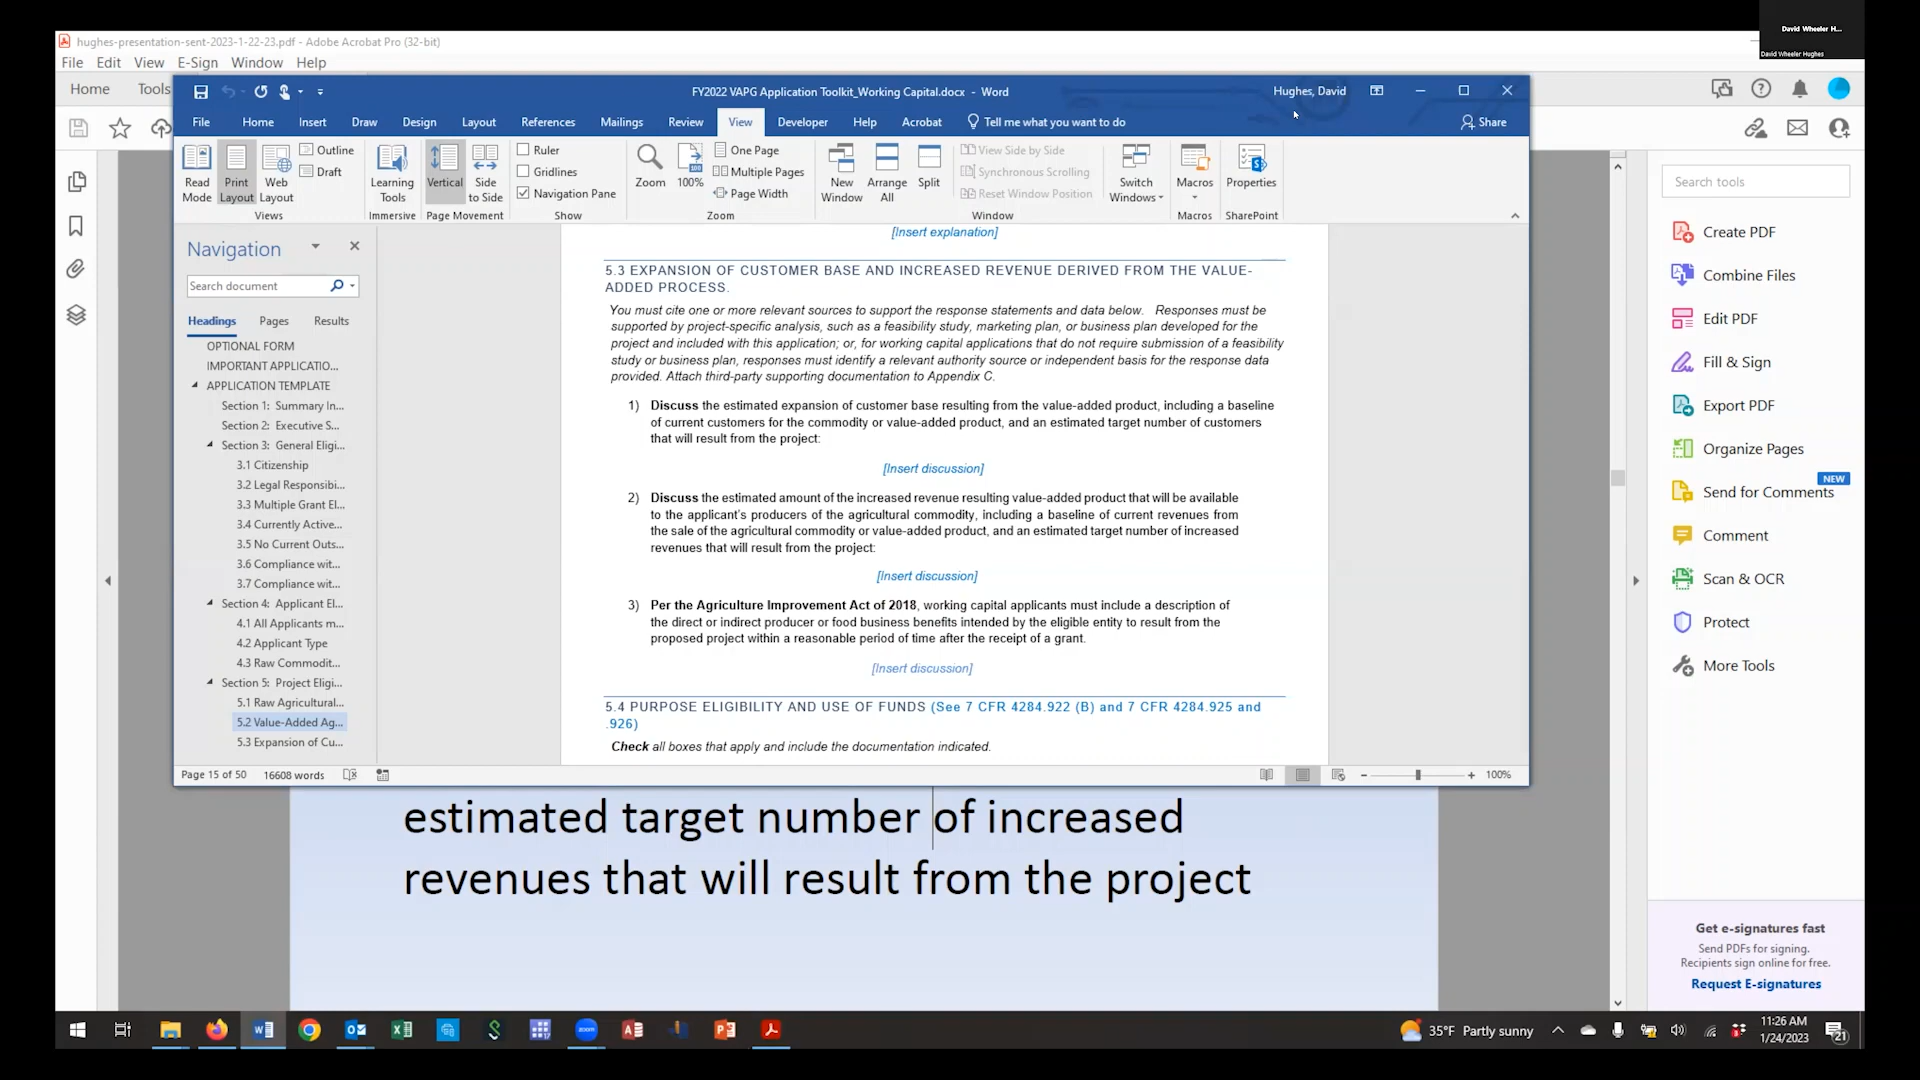 David Wheeler H...
David Wheeler Hughes
hughes-presentation-sent-2023-1-22-23.pdf - Adobe Acrobat Pro (32-bit)
File Edit View E-Sign Window Help
Home Tools
FY2022 VAPG Application Toolkit_Working Capital.docx - Word
Hughes, David
File Home Insert Draw Design Layout References Mailings Review View Developer Help Acrobat Tell me what you want to do Share
Read Mode
Print Layout
Web Layout
Outline
Draft
Views
Learning Tools
Immersive
Vertical
Side to Side
Page Movement
Ruler
Gridlines
Navigation Pane
Show
Zoom
100%
One Page
Multiple Pages
Page Width
Zoom
New Window
Arrange All
Split
View Side by Side
Synchronous Scrolling
Reset Window Position
Window
Switch Windows
Macros
Macros
Properties
SharePoint
Navigation
Search document
Headings Pages Results
OPTIONAL FORM
IMPORTANT APPLICATIO...
APPLICATION TEMPLATE
Section 1: Summary In...
Section 2: Executive S...
Section 3: General Eligi...
3.1 Citizenship
3.2 Legal Responsibi...
3.3 Multiple Grant El...
3.4 Currently Active...
3.5 No Current Outs...
3.6 Compliance wit...
3.7 Compliance wit...
Section 4: Applicant El...
4.1 All Applicants m...
4.2 Applicant Type
4.3 Raw Commodit...
Section 5: Project Eligi...
5.1 Raw Agricultural...
5.2 Value-Added Ag...
5.3 Expansion of Cu...
[Insert explanation]
5.3 EXPANSION OF CUSTOMER BASE AND INCREASED REVENUE DERIVED FROM THE VALUE-
ADDED PROCESS.
You must cite one or more relevant sources to support the response statements and data below. Responses must be
supported by project-specific analysis, such as a feasibility study, marketing plan, or business plan developed for the
project and included with this application; or, for working capital applications that do not require submission of a feasibility
study or business plan, responses must identify a relevant authority source or independent basis for the response data
provided. Attach third-party supporting documentation to Appendix C.
1) Discuss the estimated expansion of customer base resulting from the value-added product, including a baseline
of current customers for the commodity or value-added product, and an estimated target number of customers
that will result from the project:
[Insert discussion]
2) Discuss the estimated amount of the increased revenue resulting value-added product that will be available
to the applicant's producers of the agricultural commodity, including a baseline of current revenues from
the sale of the agricultural commodity or value-added product, and an estimated target number of increased
revenues that will result from the project:
[Insert discussion]
3) Per the Agriculture Improvement Act of 2018, working capital applicants must include a description of
the direct or indirect producer or food business benefits intended by the eligible entity to result from the
proposed project within a reasonable period of time after the receipt of a grant.
[Insert discussion]
5.4 PURPOSE ELIGIBILITY AND USE OF FUNDS (See 7 CFR 4284.922 (B) and 7 CFR 4284.925 and
.926)
Check all boxes that apply and include the documentation indicated.
Page 15 of 50 16608 words
100%
estimated target number of increased
revenues that will result from the project
Search tools
Create PDF
Combine Files
Edit PDF
Fill & Sign
Export PDF
Organize Pages
NEW
Send for Comments
Comment
Scan & OCR
Protect
More Tools
Get e-signatures fast
Send PDFs for signing.
Recipients sign online for free.
Request E-signatures
35°F Partly sunny
11:26 AM
1/24/2023
21